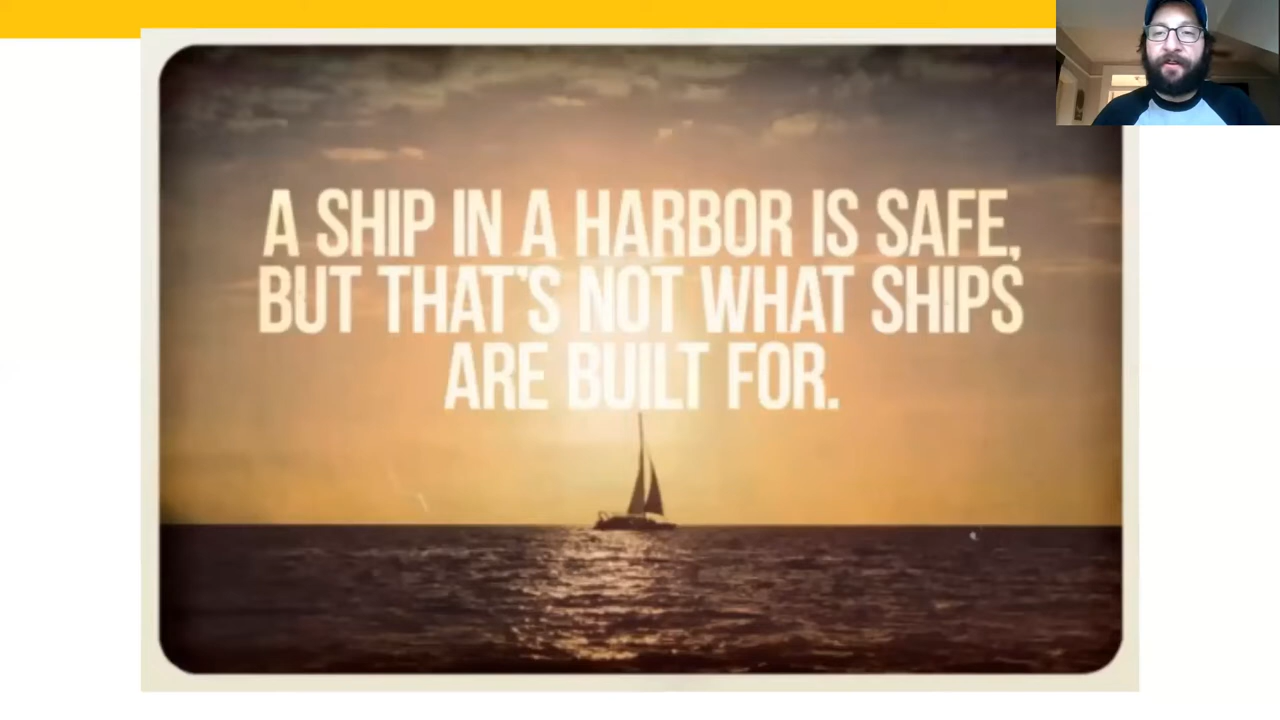 A SHIP IN A HARBOR IS SAFE,
BUT THAT'S NOT WHAT SHIPS
ARE BUILT FOR.